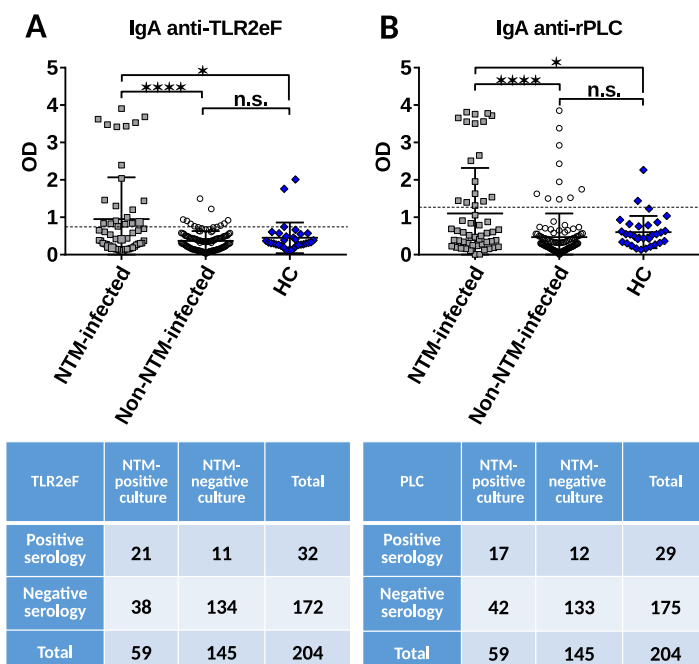 A
IgA anti-TLR2eF
✶
✶✶✶✶
n.s.
OD
5
4
3
2
1
0
NTM-infected
Non-NTM-infected
HC
B
IgA anti-rPLC
✶
✶✶✶✶
n.s.
OD
5
4
3
2
1
0
NTM-infected
Non-NTM-infected
HC
TLR2eF
NTM-
positive
culture
NTM-
negative
culture
Total
Positive
serology
21 11 32
Negative
serology
38 134 172
Total 59 145 204
PLC
NTM-
positive
culture
NTM-
negative
culture
Total
Positive
serology
17 12 29
Negative
serology
42 133 175
Total 59 145 204